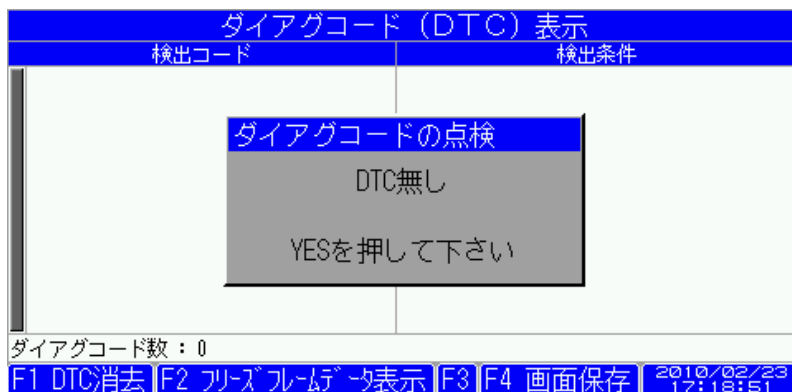 ダイアグコード（ＤＴＣ）表示
検出コード 検出条件
ダイアグコードの点検
DTC無し
YESを押して下さい
ダイアグコード数：0
F1 DTC消去 F2 フリーズフレームデータ表示 F3 F4 画面保存 2010/02/23
17:18:51